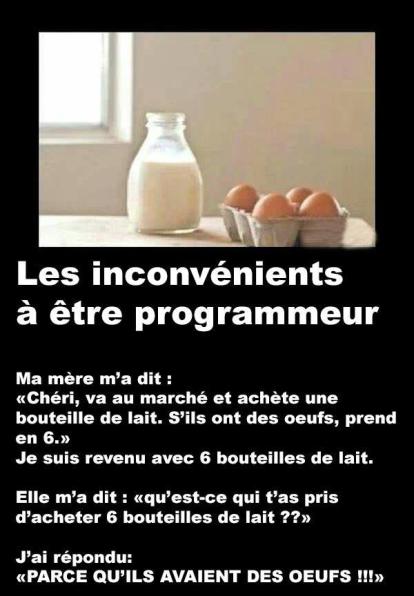 Les inconvénients
à être programmeur
Ma mère m'a dit :
«Chéri, va au marché et achète une
bouteille de lait. S'ils ont des oeufs, prend
en 6.»
Je suis revenu avec 6 bouteilles de lait.
Elle m'a dit : «qu'est-ce qui t'as pris
d'acheter 6 bouteilles de lait ??»
J'ai répondu:
«PARCE QU'ILS AVAIENT DES OEUFS !!!»